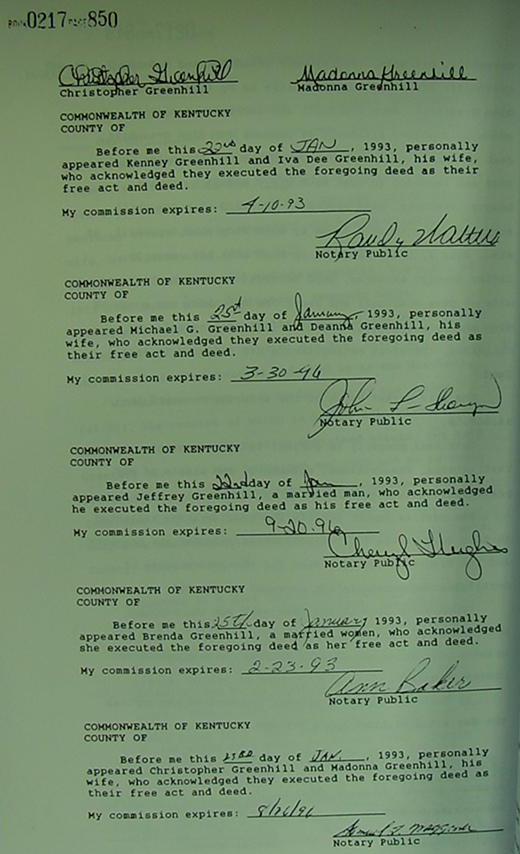 BOOK 0217 PAGE 850
Christopher Greenhill Madonna Greenhill
Christopher Greenhill Madonna Greenhill
COMMONWEALTH OF KENTUCKY
COUNTY OF
Before me this 22nd day of JAN, 1993, personally
appeared Kenney Greenhill and Iva Dee Greenhill, his wife,
who acknowledged they executed the foregoing deed as their
free act and deed.
My commission expires: 4-10-93
Randy
Notary Public
COMMONWEALTH OF KENTUCKY
COUNTY OF
Before me this 25th day of January, 1993, personally
appeared Michael G. Greenhill and Deanna Greenhill, his
wife, who acknowledged they executed the foregoing deed as
their free act and deed.
My commission expires: 3-30-96
John
Notary Public
COMMONWEALTH OF KENTUCKY
COUNTY OF
Before me this 22nd day of Jan, 1993, personally
appeared Jeffrey Greenhill, a married man, who acknowledged
he executed the foregoing deed as his free act and deed.
My commission expires: 9-20-96
Cheryl Hughes
Notary Public
COMMONWEALTH OF KENTUCKY
COUNTY OF
Before me this 25th day of January 1993, personally
appeared Brenda Greenhill, a married women, who acknowledged
she executed the foregoing deed as her free act and deed.
My commission expires: 2-23-93
Ann Baker
Notary Public
COMMONWEALTH OF KENTUCKY
COUNTY OF
Before me this 23RD day of JAN., 1993, personally
appeared Christopher Greenhill and Madonna Greenhill, his
wife, who acknowledged they executed the foregoing deed as
their free act and deed.
My commission expires: 8/26/96
Notary Public